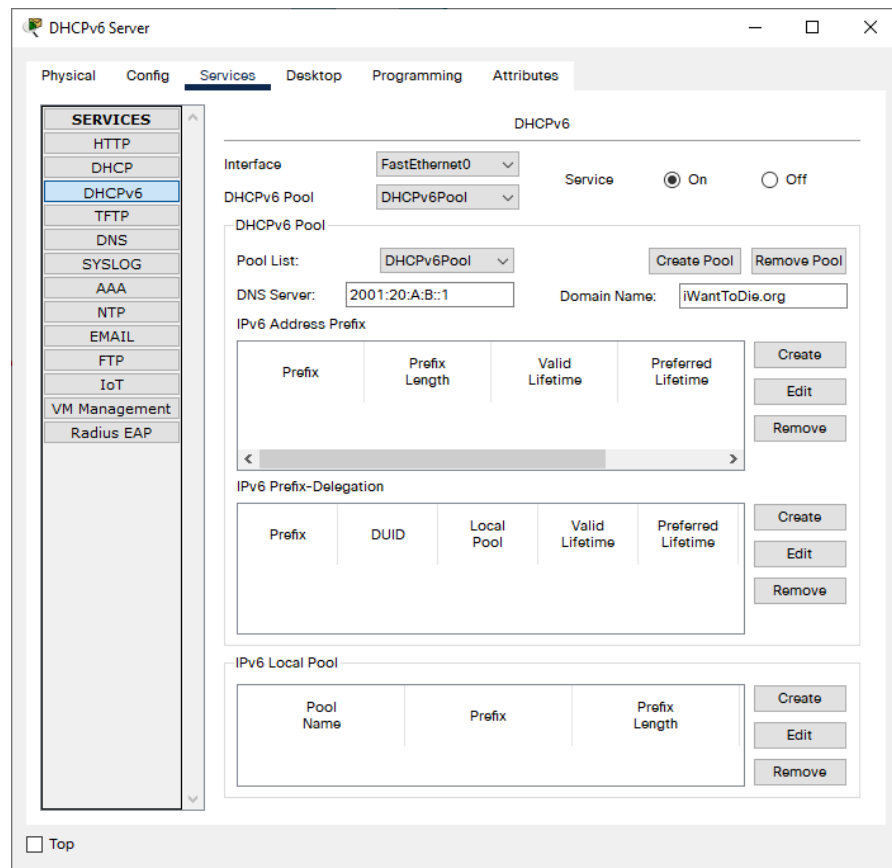 DHCPv6 Server
Physical Config Services Desktop Programming Attributes
SERVICES
HTTP
DHCP
DHCPv6
TFTP
DNS
SYSLOG
AAA
NTP
EMAIL
FTP
IoT
VM Management
Radius EAP
DHCPv6
Interface FastEthernet0 Service On Off
DHCPv6 Pool DHCPv6Pool
DHCPv6 Pool
Pool List: DHCPv6Pool Create Pool Remove Pool
DNS Server: 2001:20:A:B::1 Domain Name: iWantToDie.org
IPv6 Address Prefix
Prefix Prefix Length Valid Lifetime Preferred Lifetime
Create
Edit
Remove
IPv6 Prefix-Delegation
Prefix DUID Local Pool Valid Lifetime Preferred Lifetime
Create
Edit
Remove
IPv6 Local Pool
Pool Name Prefix Prefix Length
Create
Edit
Remove
Top